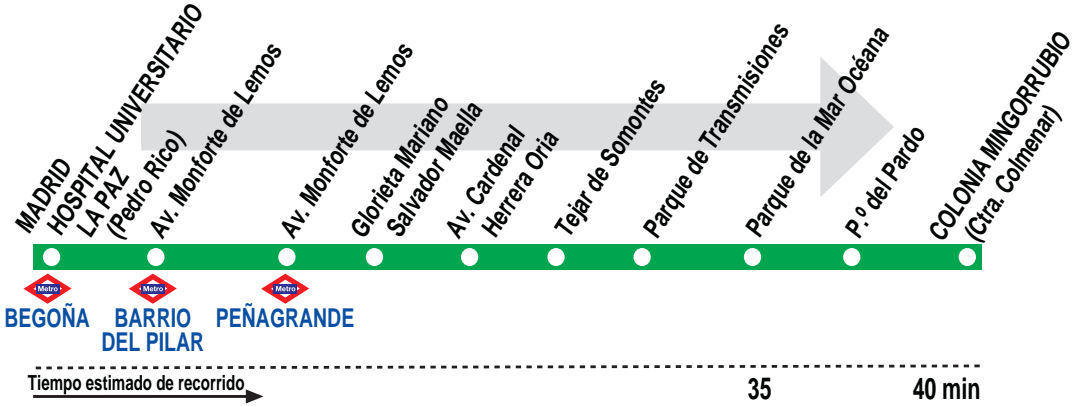 MADRID
HOSPITAL UNIVERSITARIO
LA PAZ
(Pedro Rico)
Av. Monforte de Lemos
Av. Monforte de Lemos
Glorieta Mariano
Salvador Maella
Av. Cardenal
Herrera Oria
Tejar de Somontes
Parque de Transmisiones
Parque de la Mar Océana
P.º del Pardo
COLONIA MINGORRUBIO
(Ctra. Colmenar)
Metro
Metro
Metro
BEGOÑA
BARRIO
DEL PILAR
PEÑAGRANDE
Tiempo estimado de recorrido
35
40 min